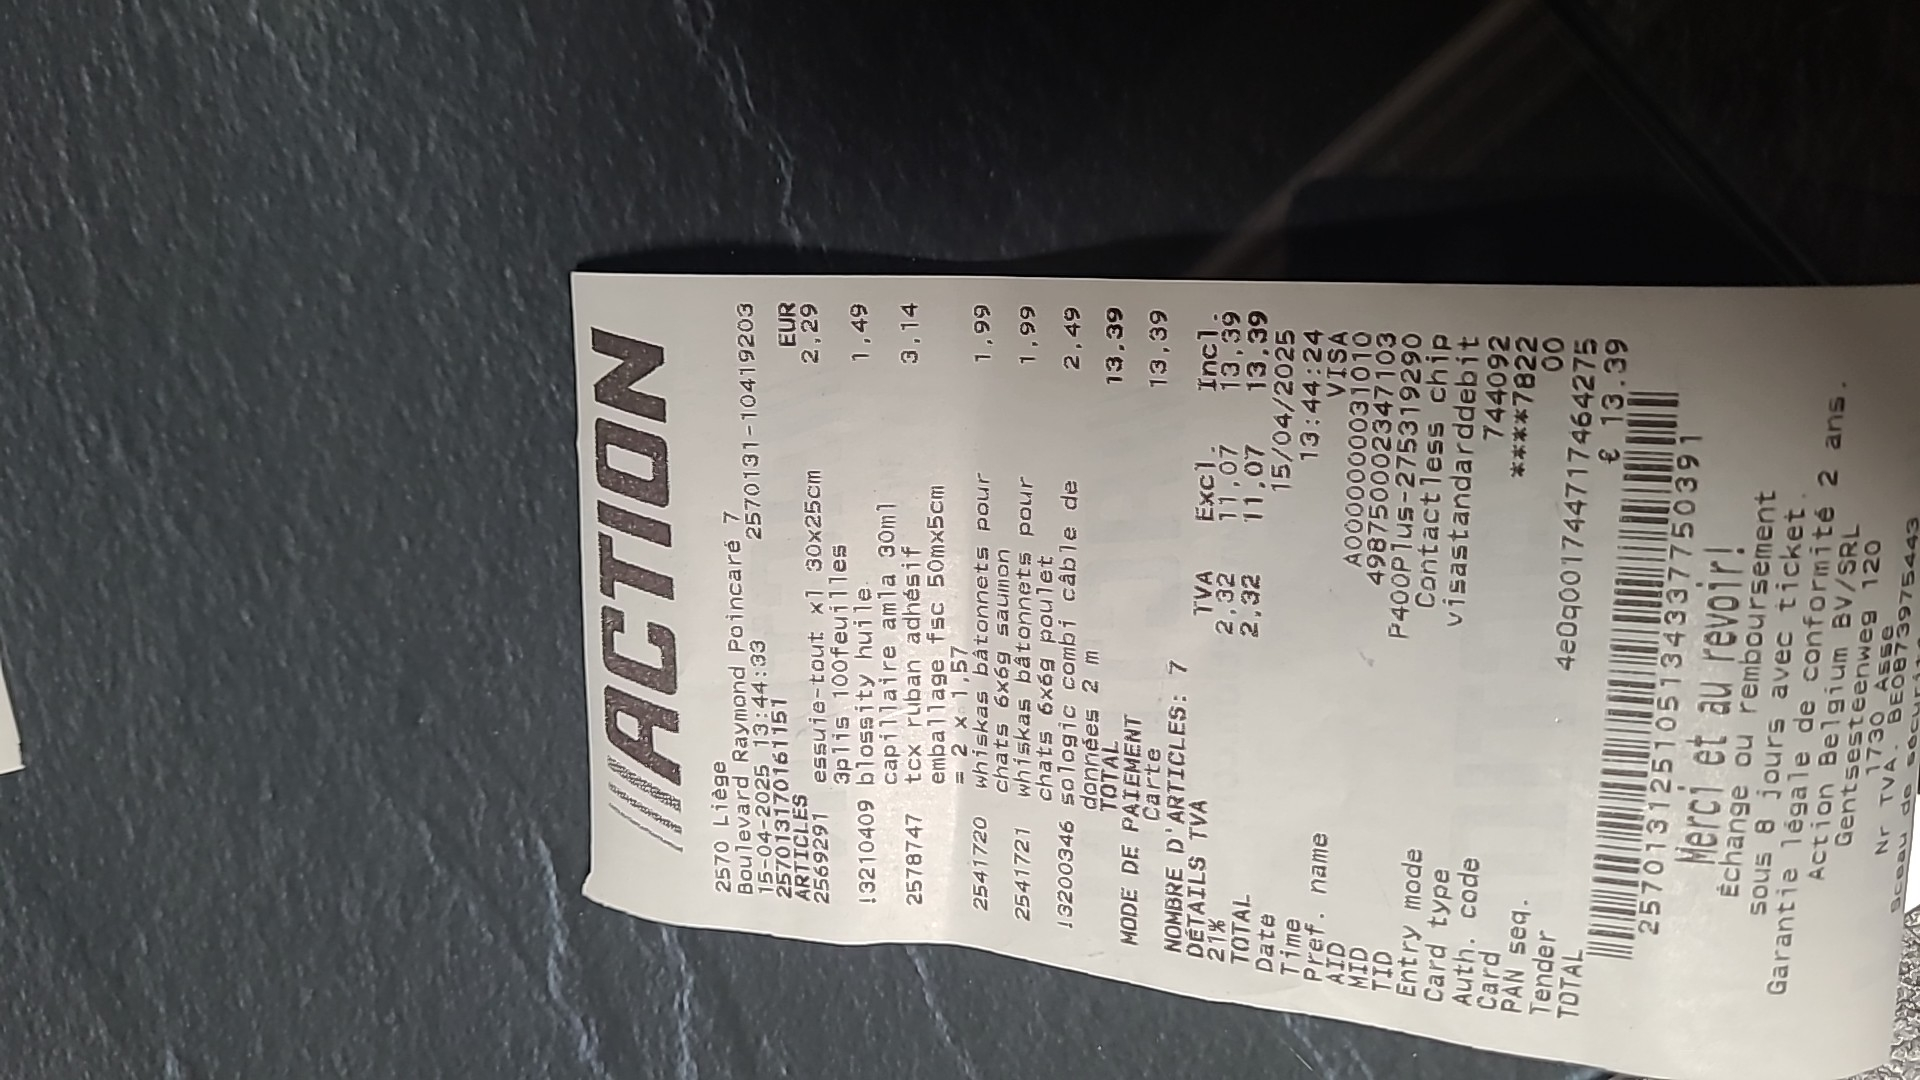 ACTION
2570 Liège
Boulevard Raymond Poincaré 7
15-04-2025 13:44:33 2570131-10419203
2570131701611​51
ARTICLES EUR
2569291 essuie-tout x1 30x25cm 2,29
3plis 100feuilles
13210409 blossity huile 1,49
capillaire amla 30ml
2578747 tcx ruban adhésif 3,14
emballage fsc 50mx5cm
= 2 x 1,57
2541720 whiskas bâtonnets pour 1,99
chats 6x6g saumon
2541721 whiskas bâtonnets pour 1,99
chats 6x6g poulet
13200346 sologic combi câble de 2,49
données 2 m
TOTAL 13,39
MODE DE PAIEMENT
Carte 13,39
NOMBRE D'ARTICLES: 7
DÉTAILS TVA TVA Excl. Incl.
21% 2,32 11,07 13,39
TOTAL 2,32 11,07 13,39
Date 15/04/2025
Time 13:44:24
Pref. name VISA
AID A0000000031010
MID 498750002347103
TID P400Plus-275319290
Entry mode Contactless chip
Card type visastandarddebit
Auth. code 744092
Card ****7822
PAN seq. 00
Tender 4e0q001744717464275
TOTAL € 13.39
2570131251051343377503​91
Merci et au revoir!
Échange ou remboursement
sous 8 jours avec ticket.
Garantie légale de conformité 2 ans.
Action Belgium BV/SRL
Gentsesteenweg 120
1730 Asse
Nr TVA. BE0873975443
Sceau de